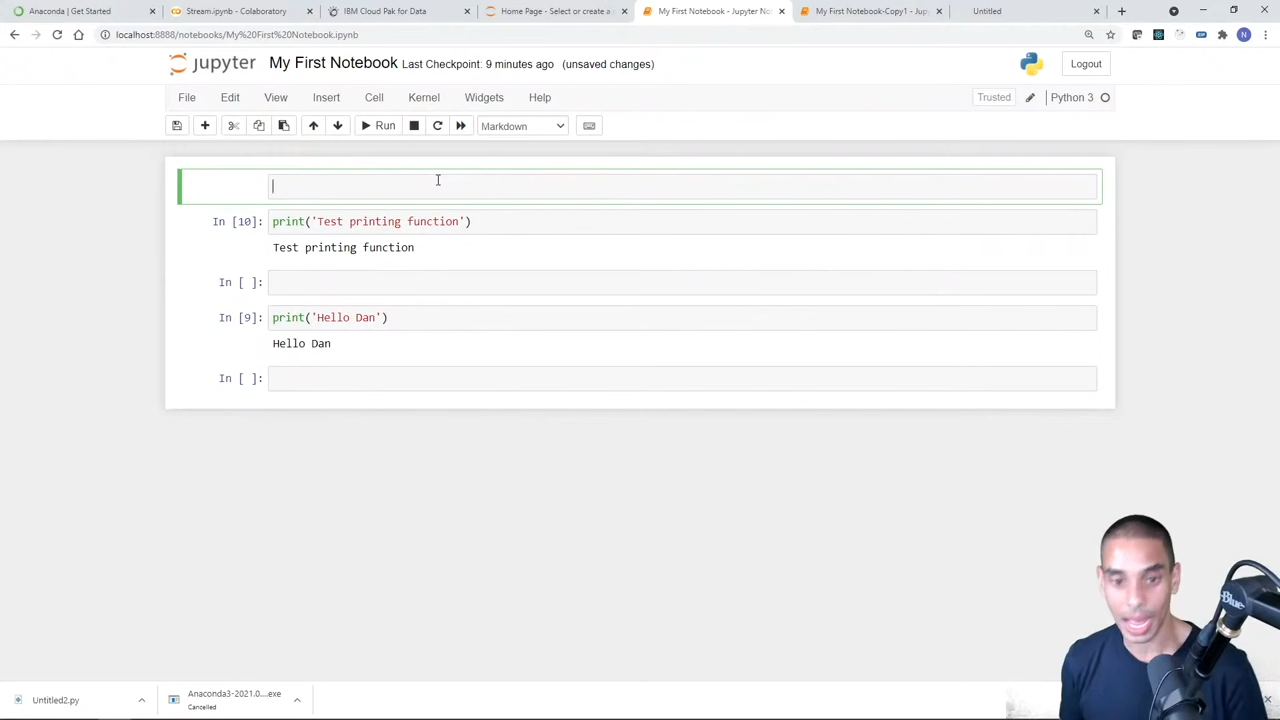 Anaconda | Get Started
Stream.ipynb - Colaboratory
IBM Cloud Pak for Data
Home Page - Select or create a
My First Notebook - Jupyter No
My First Notebook-Copy1 - Jup
Untitled
localhost:8888/notebooks/My%20First%20Notebook.ipynb
N
jupyter My First Notebook Last Checkpoint: 9 minutes ago (unsaved changes)
Logout
File Edit View Insert Cell Kernel Widgets Help
Trusted
Python 3
Run
Markdown
In [10]: print('Test printing function')
Test printing function
In [ ]:
In [9]: print('Hello Dan')
Hello Dan
In [ ]:
Blue
Untitled2.py
Anaconda3-2021.0....exe
Cancelled